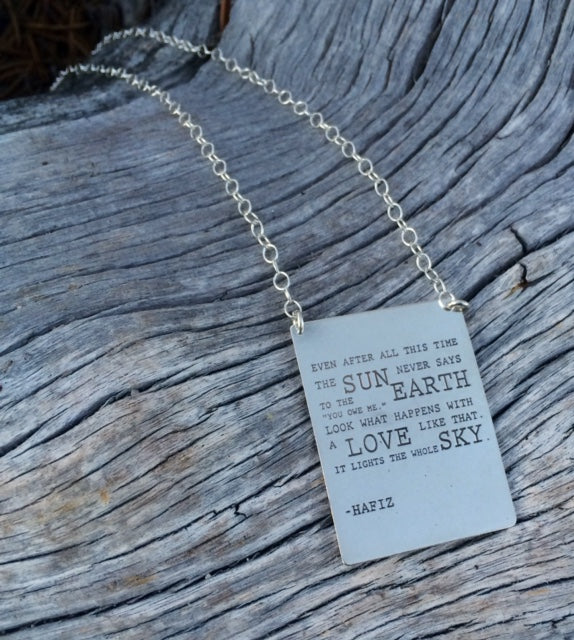 EVEN AFTER ALL THIS TIME
THE SUN NEVER SAYS
TO THE EARTH
"YOU OWE ME."
LOOK WHAT HAPPENS WITH
A LOVE LIKE THAT.
IT LIGHTS THE WHOLE SKY.
-HAFIZ